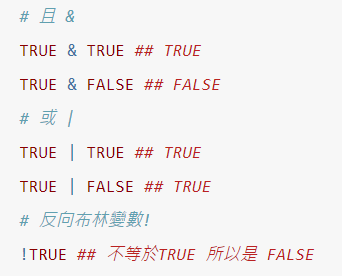 # 且 &
TRUE & TRUE ## TRUE
TRUE & FALSE ## FALSE
# 或 |
TRUE | TRUE ## TRUE
TRUE | FALSE ## TRUE
# 反向布林變數!
!TRUE ## 不等於TRUE 所以是 FALSE